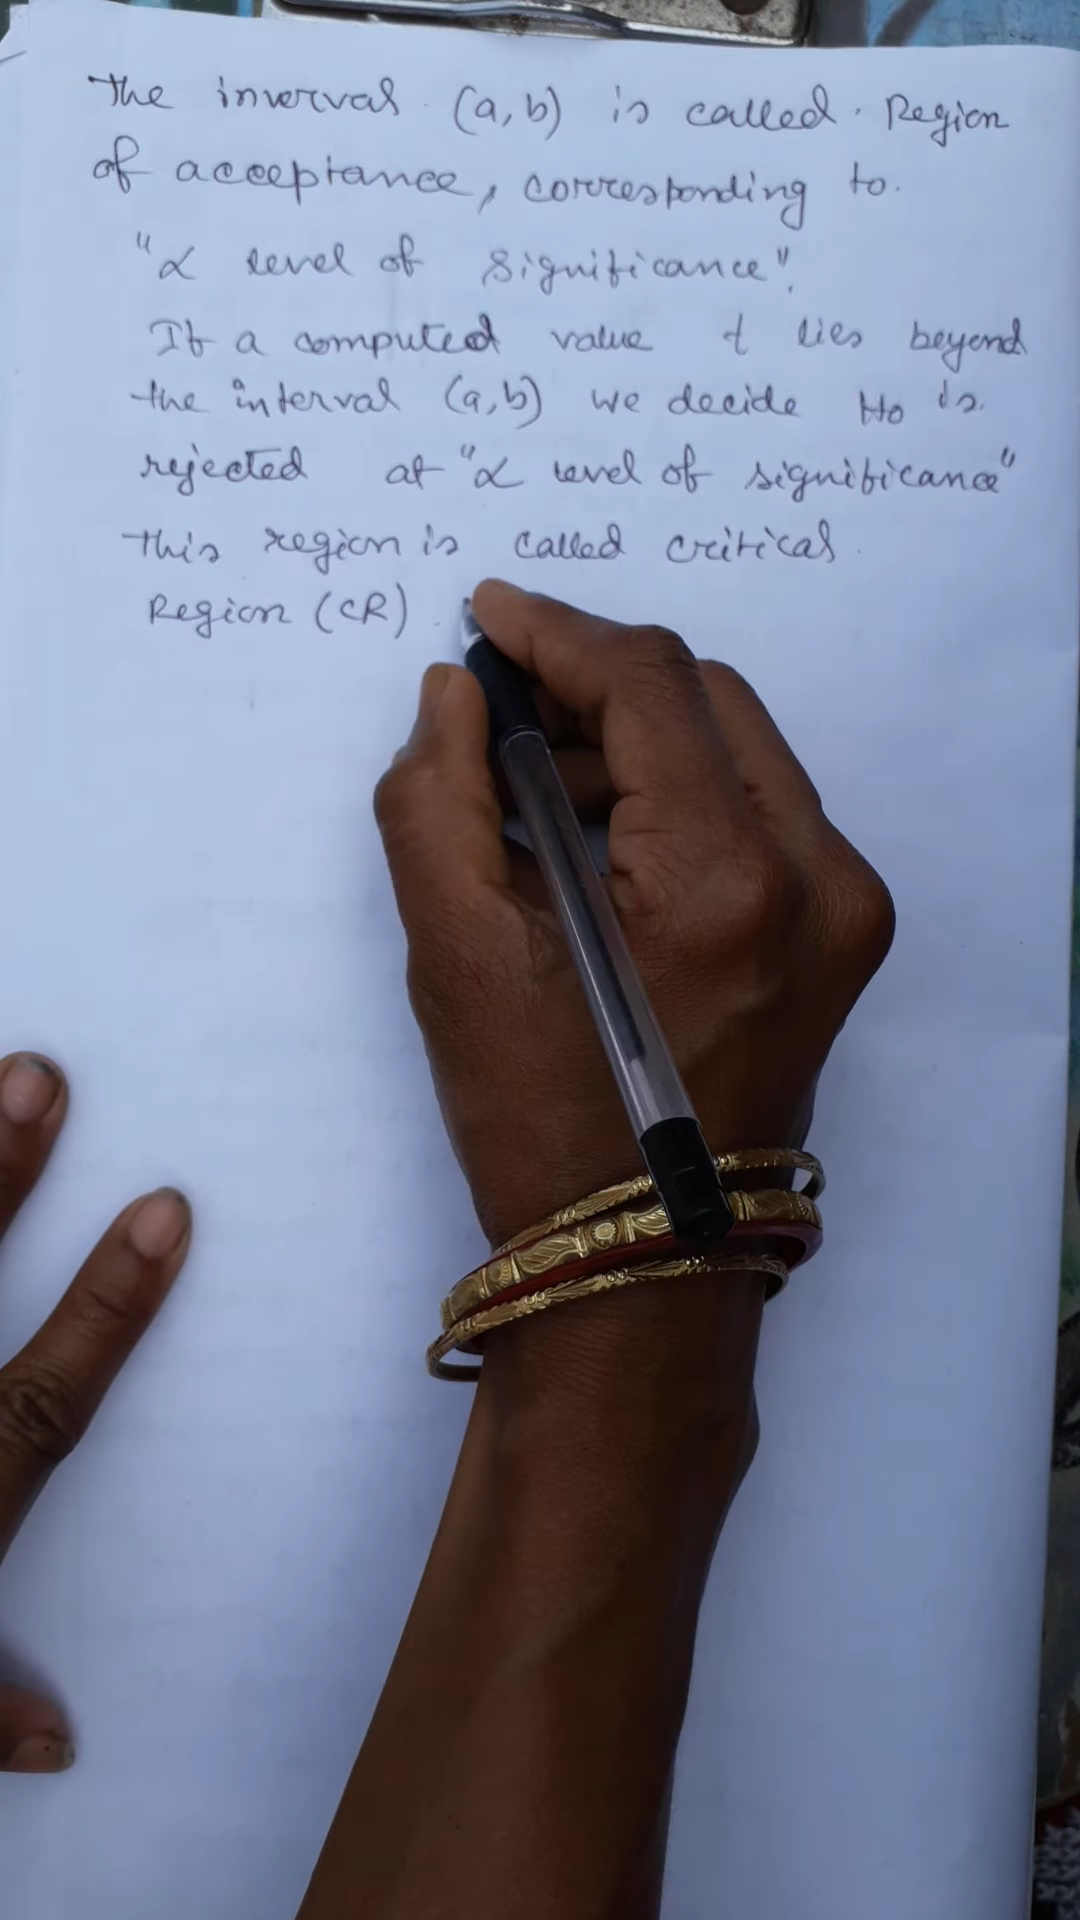 The inverval (a,b) is called. Region
of acceptance, corresponding to.
"α level of significance".
If a computed value t lies beyond
the interval (a,b) we decide Ho is.
rejected at "α level of significance"
this region is called critical.
Region (CR).